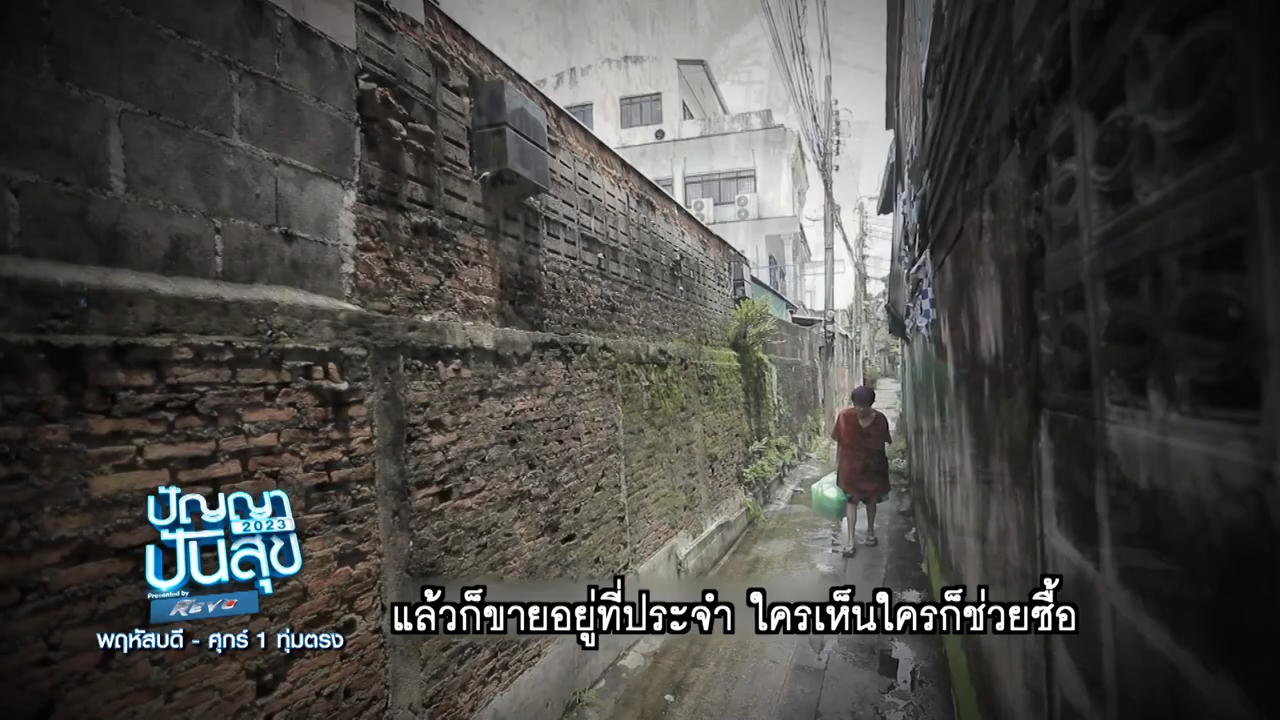 ปัญญา
2023
ปันสุข
Presented by
REVO
พฤหัสบดี - ศุกร์ 1 ทุ่มตรง
แล้วก็ขายอยู่ที่ประจำ ใครเห็นใครก็ช่วยซื้อ